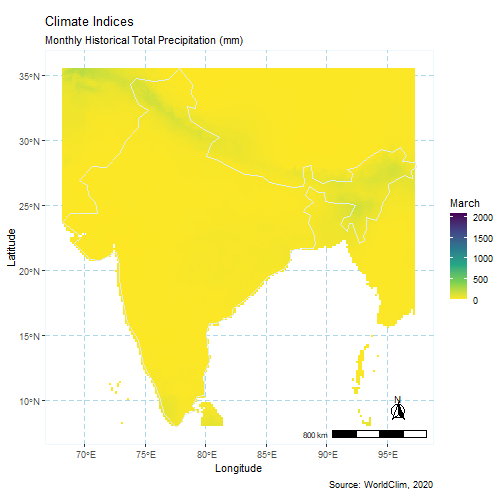 Climate Indices
Monthly Historical Total Precipitation (mm)
35°N
30°N
25°N
20°N
15°N
10°N
Latitude
70°E
75°E
80°E
85°E
90°E
95°E
Longitude
March
2000
1500
1000
500
0
N
800 km
Source: WorldClim, 2020